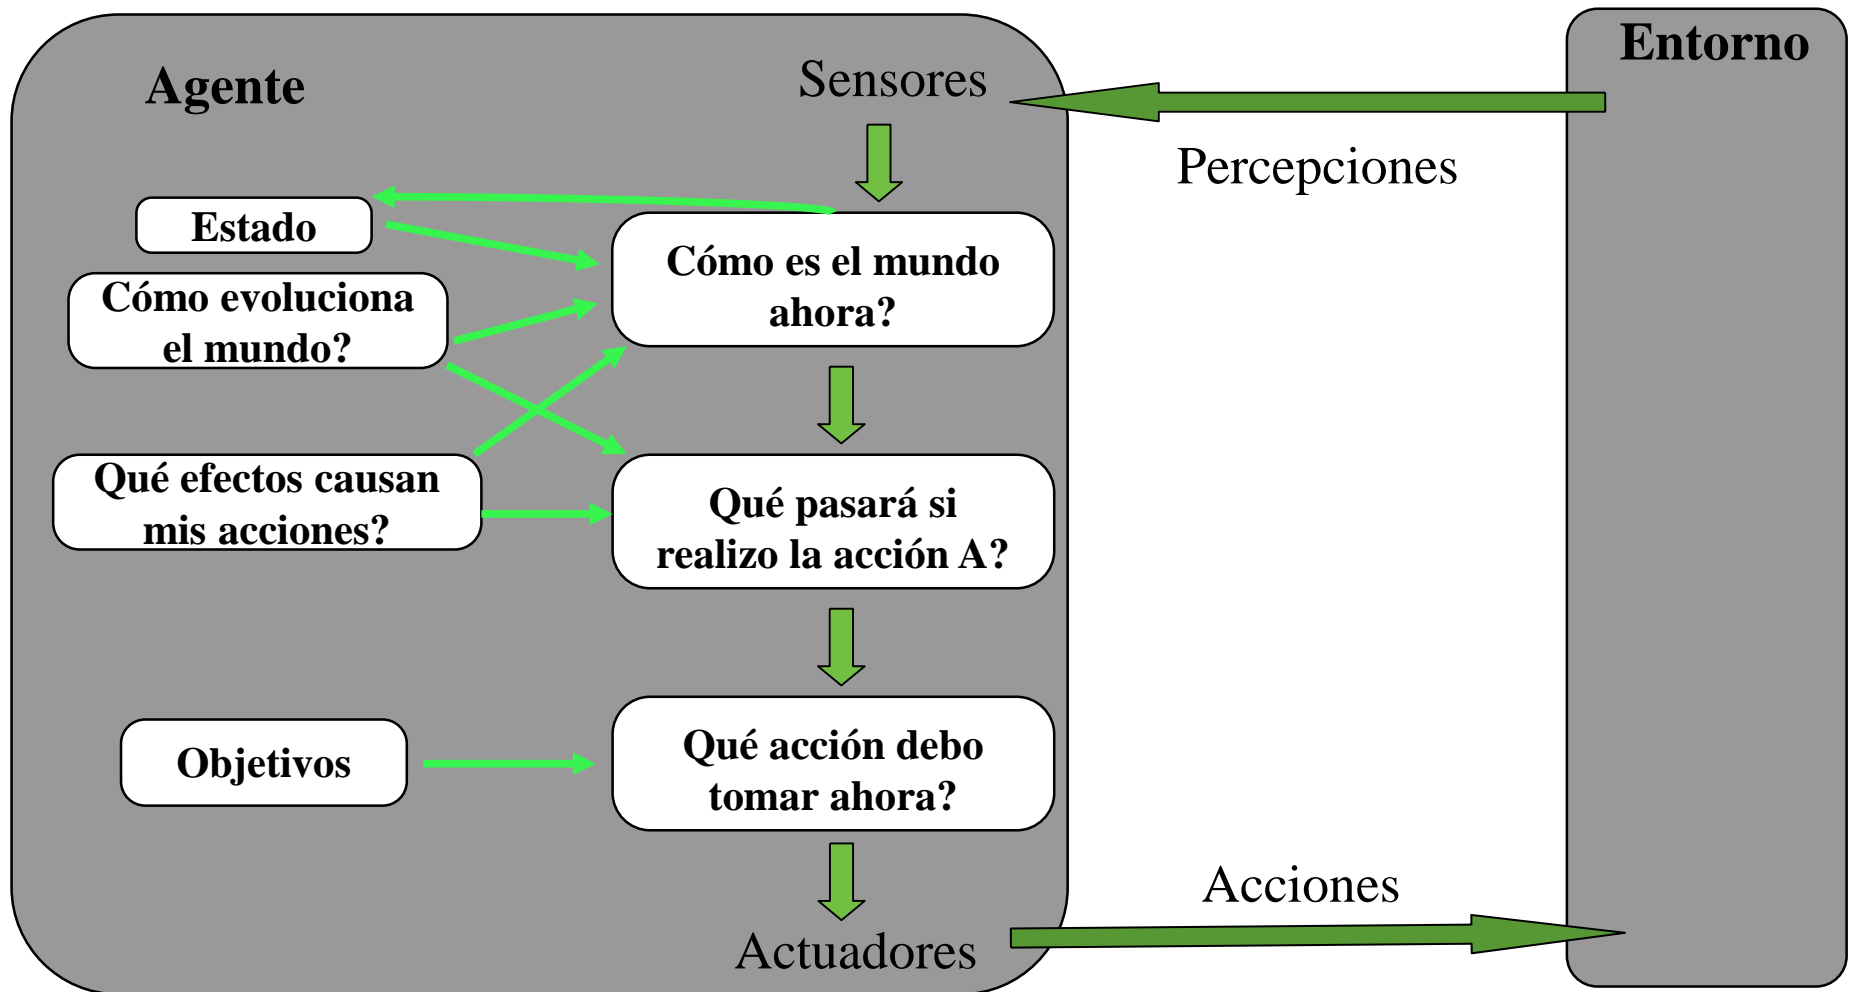 Entorno
Agente
Sensores
Percepciones
Estado
Cómo es el mundo
ahora?
Cómo evoluciona
el mundo?
Qué efectos causan
mis acciones?
Qué pasará si
realizo la acción A?
Objetivos
Qué acción debo
tomar ahora?
Acciones
Actuadores